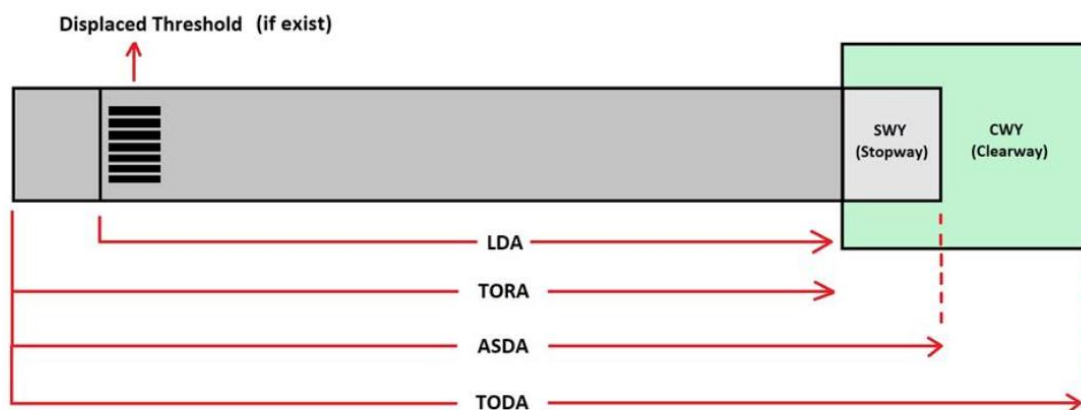 Displaced Threshold (if exist)
SWY
(Stopway)
CWY
(Clearway)
LDA
TORA
ASDA
TODA